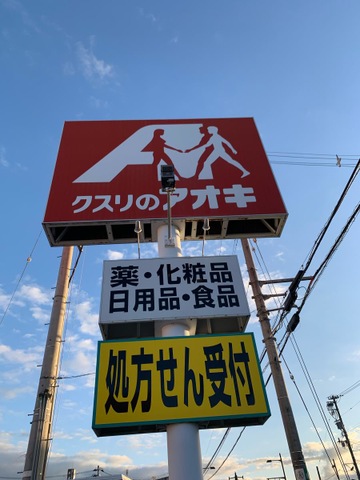 クスリのアオキ
薬・化粧品
日用品・食品
処方せん受付